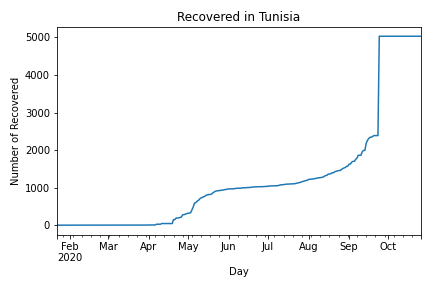 Recovered in Tunisia
Number of Recovered
5000
4000
3000
2000
1000
0
Feb Mar Apr May Jun Jul Aug Sep Oct
2020
Day